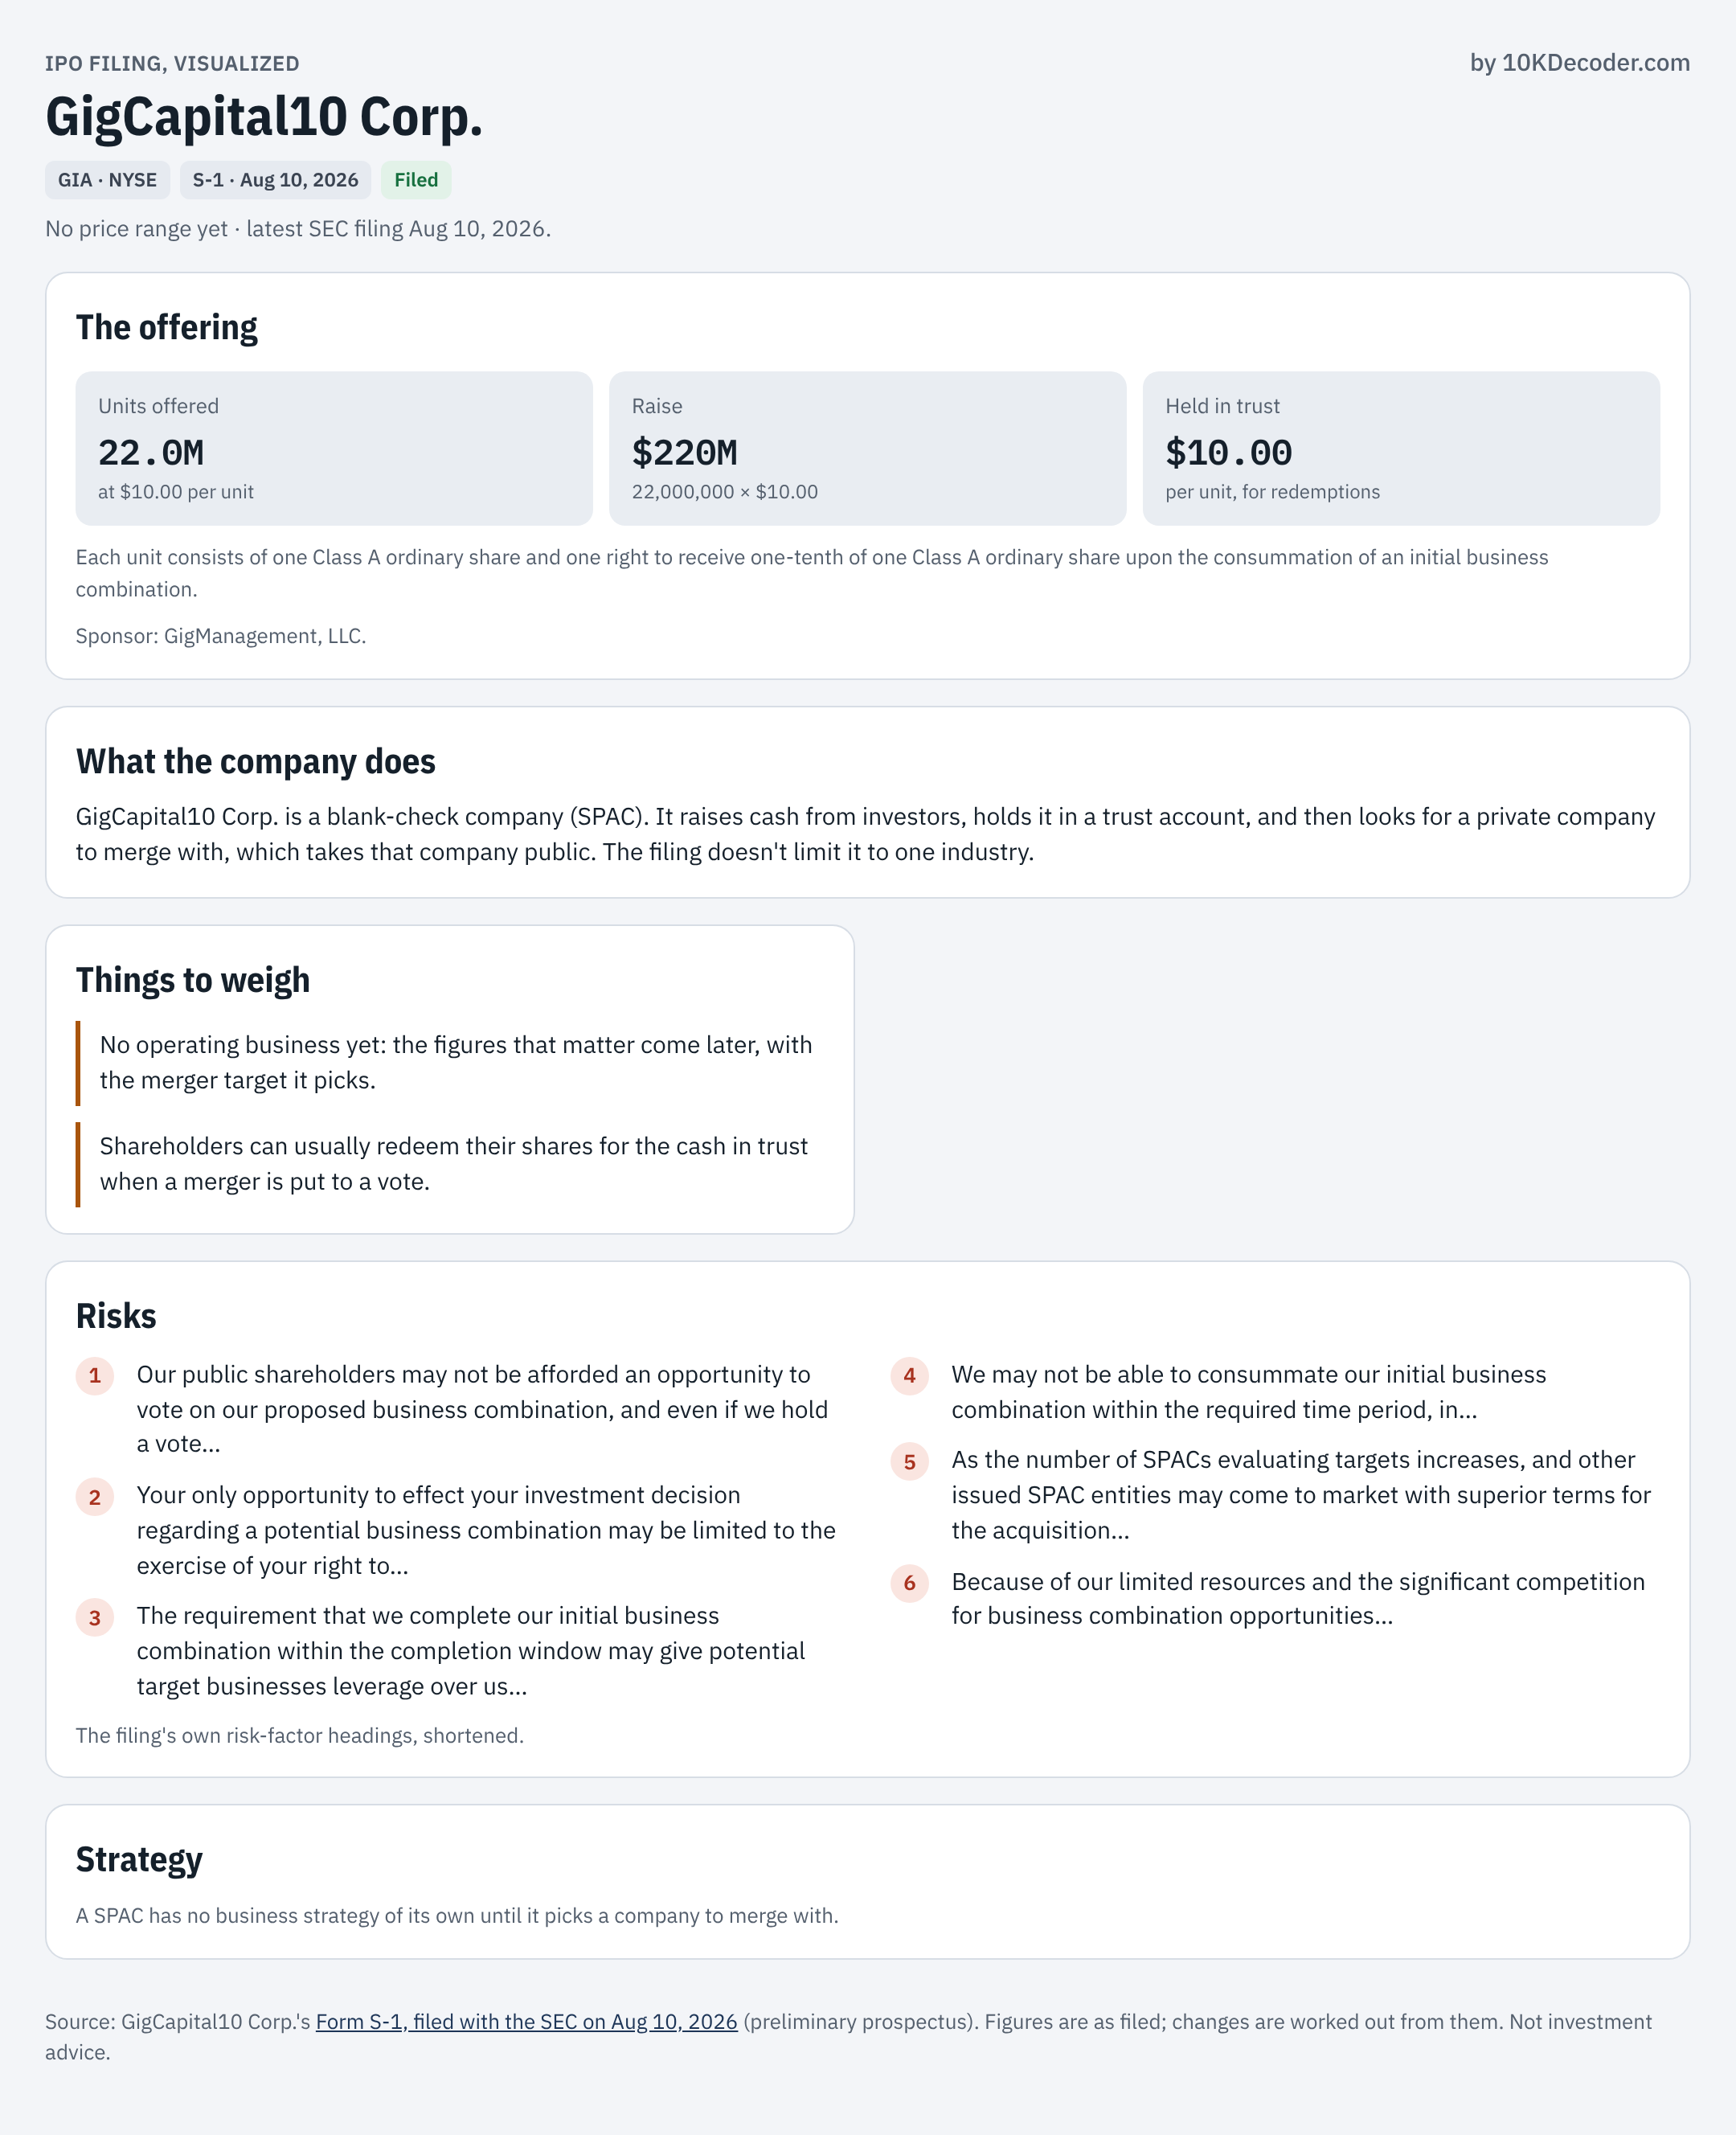 IPO FILING, VISUALIZED
by 10KDecoder.com
GigCapital10 Corp.
GIA · NYSE
S-1 · Aug 10, 2026
Filed
No price range yet · latest SEC filing Aug 10, 2026.
The offering
Units offered
22.0M
at $10.00 per unit
Raise
$220M
22,000,000 × $10.00
Held in trust
$10.00
per unit, for redemptions
Each unit consists of one Class A ordinary share and one right to receive one-tenth of one Class A ordinary share upon the consummation of an initial business
combination.
Sponsor: GigManagement, LLC.
What the company does
GigCapital10 Corp. is a blank-check company (SPAC). It raises cash from investors, holds it in a trust account, and then looks for a private company
to merge with, which takes that company public. The filing doesn't limit it to one industry.
Things to weigh
No operating business yet: the figures that matter come later, with
the merger target it picks.
Shareholders can usually redeem their shares for the cash in trust
when a merger is put to a vote.
Risks
1
Our public shareholders may not be afforded an opportunity to
vote on our proposed business combination, and even if we hold
a vote…
2
Your only opportunity to effect your investment decision
regarding a potential business combination may be limited to the
exercise of your right to…
3
The requirement that we complete our initial business
combination within the completion window may give potential
target businesses leverage over us…
4
We may not be able to consummate our initial business
combination within the required time period, in…
5
As the number of SPACs evaluating targets increases, and other
issued SPAC entities may come to market with superior terms for
the acquisition…
6
Because of our limited resources and the significant competition
for business combination opportunities…
The filing's own risk-factor headings, shortened.
Strategy
A SPAC has no business strategy of its own until it picks a company to merge with.
Source: GigCapital10 Corp.'s Form S-1, filed with the SEC on Aug 10, 2026 (preliminary prospectus). Figures are as filed; changes are worked out from them. Not investment
advice.